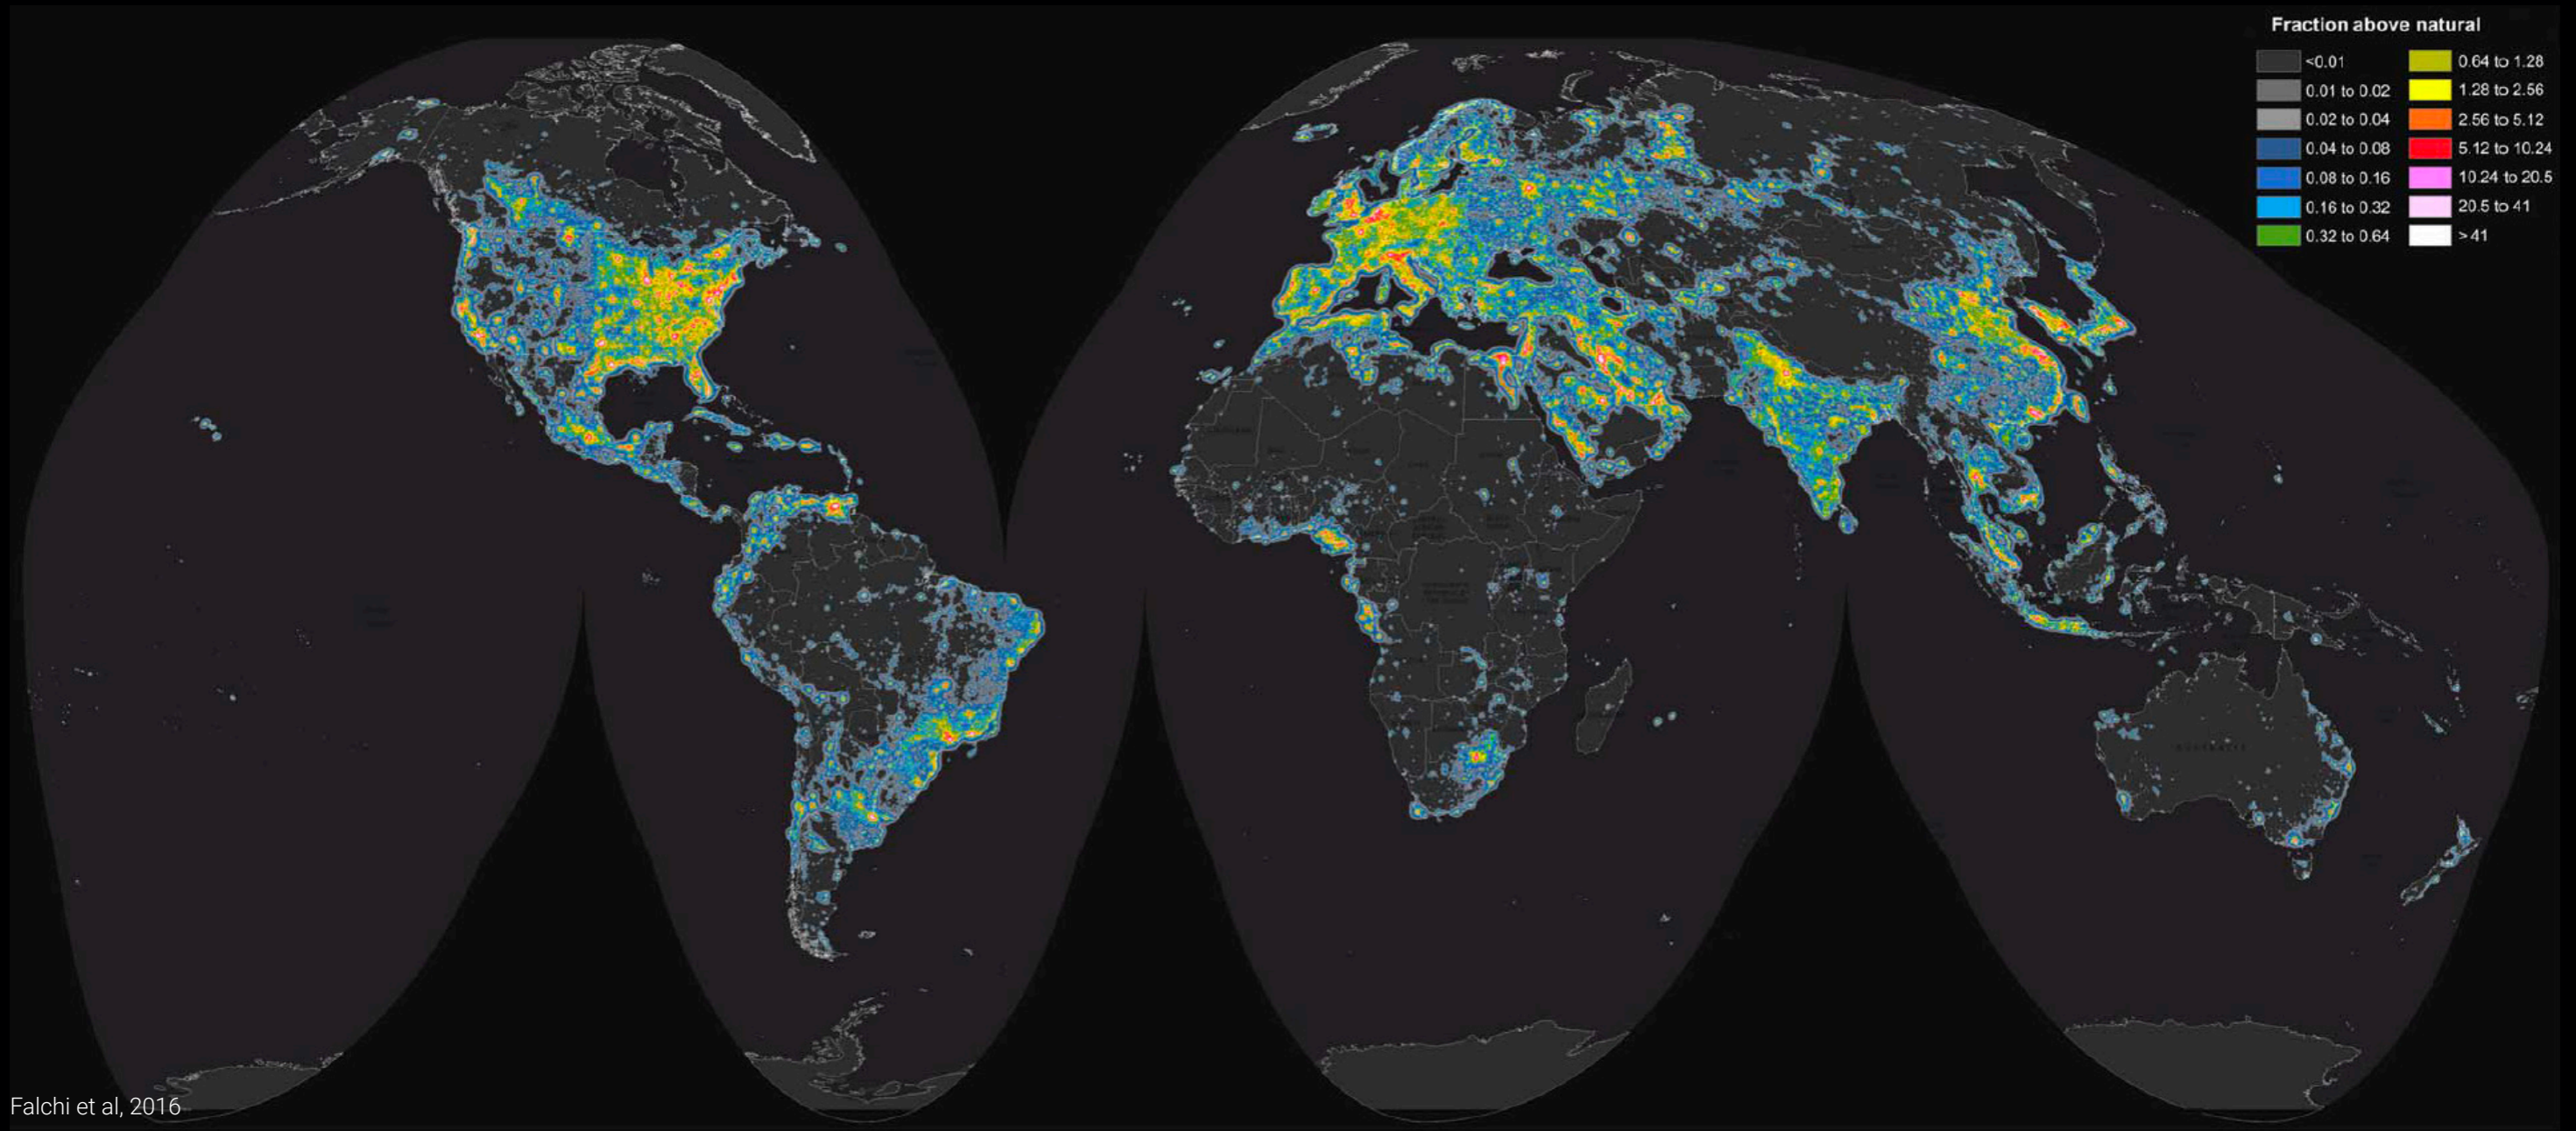 Fraction above natural
<0.01
0.01 to 0.02
0.02 to 0.04
0.04 to 0.08
0.08 to 0.16
0.16 to 0.32
0.32 to 0.64
0.64 to 1.28
1.28 to 2.56
2.56 to 5.12
5.12 to 10.24
10.24 to 20.5
20.5 to 41
>41
AUSTRALIA
Falchi et al, 2016